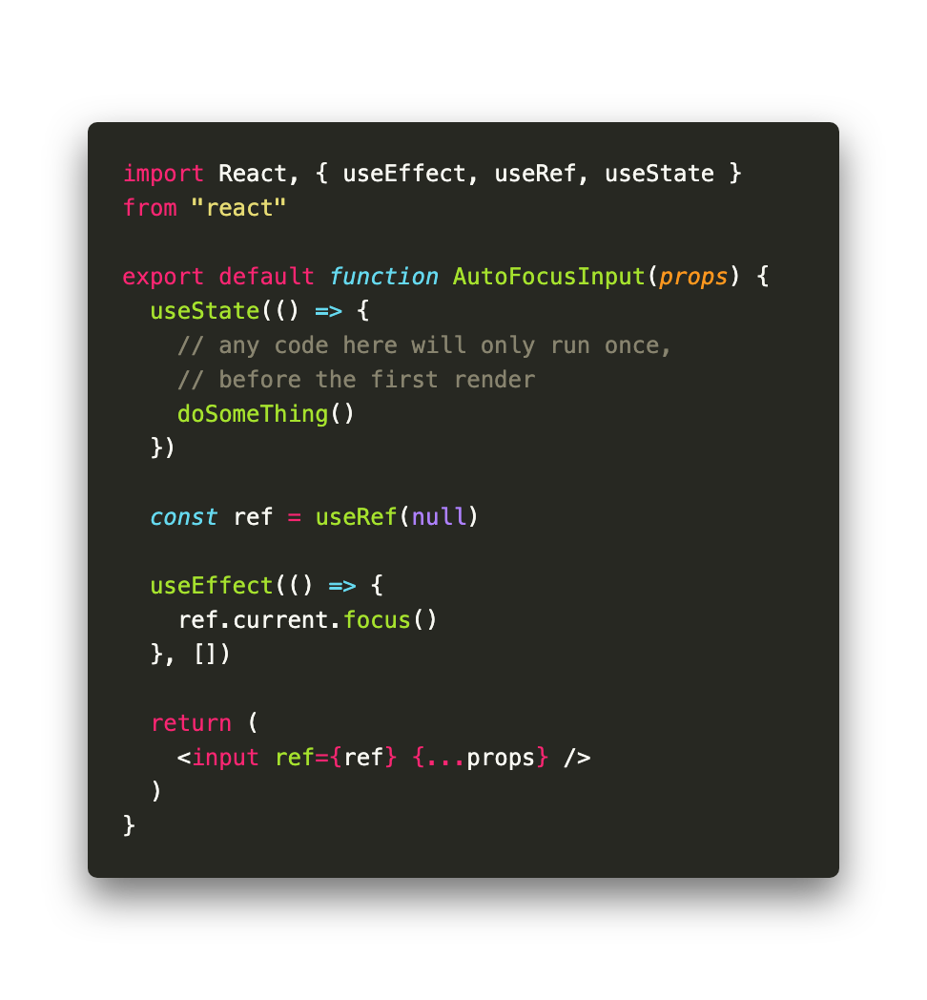 import React, { useEffect, useRef, useState }
from "react"

export default function AutoFocusInput(props) {
  useState(() => {
    // any code here will only run once,
    // before the first render
    doSomeThing()
  })

  const ref = useRef(null)

  useEffect(() => {
    ref.current.focus()
  }, [])

  return (
    <input ref={ref} {...props} />
  )
}